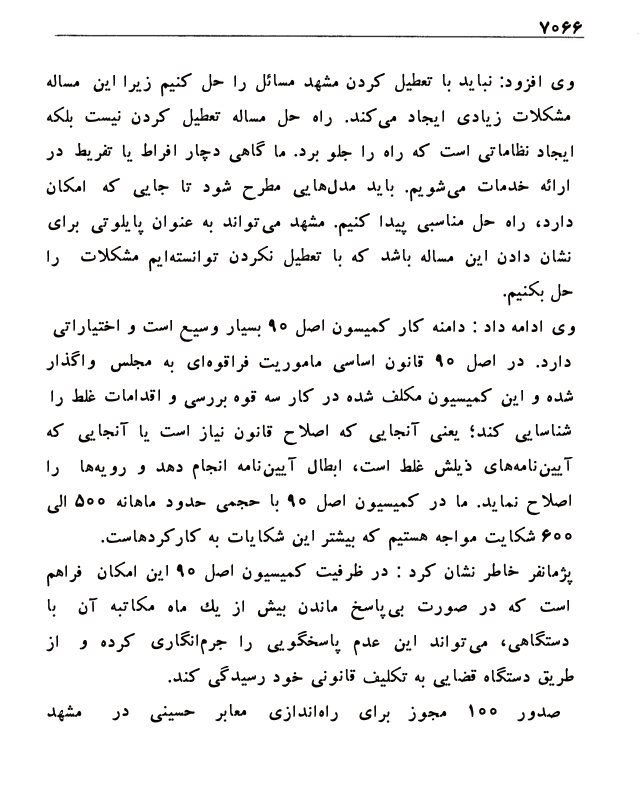 ۷۰۶۶
وی افزود: نباید با تعطیل کردن مشهد مسائل را حل کنیم زیرا این مساله
مشکلات زیادی ایجاد می‌کند. راه حل مساله تعطیل کردن نیست بلکه
ایجاد نظاماتی است که راه را جلو برد. ما گاهی دچار افراط یا تفریط در
ارائه خدمات می‌شویم. باید مدل‌هایی مطرح شود تا جایی که امکان
دارد، راه حل مناسبی پیدا کنیم. مشهد می‌تواند به عنوان پایلوتی برای
نشان دادن این مساله باشد که با تعطیل نکردن توانسته‌ایم مشکلات را
حل بکنیم.
وی ادامه داد : دامنه کار کمیسون اصل ۹۰ بسیار وسیع است و اختیاراتی
دارد. در اصل ۹۰ قانون اساسی ماموریت فراقوه‌ای به مجلس واگذار
شده و این کمیسیون مکلف شده در کار سه قوه بررسی و اقدامات غلط را
شناسایی کند؛ یعنی آنجایی که اصلاح قانون نیاز است یا آنجایی که
آیین‌نامه‌های ذیلش غلط است، ابطال آیین‌نامه انجام دهد و رویه‌ها را
اصلاح نماید. ما در کمیسیون اصل ۹۰ با حجمی حدود ماهانه ۵۰۰ الی
۶۰۰ شکایت مواجه هستیم که بیشتر این شکایات به کارکردهاست.
پژمانفر خاطر نشان کرد : در ظرفیت کمیسیون اصل ۹۰ این امکان فراهم
است که در صورت بی‌پاسخ ماندن بیش از یك ماه مکاتبه آن با
دستگاهی، می‌تواند این عدم پاسخگویی را جرم‌انگاری کرده و از
طریق دستگاه قضایی به تکلیف قانونی خود رسیدگی کند.
صدور ۱۰۰ مجوز برای راه‌اندازی معابر حسینی در مشهد